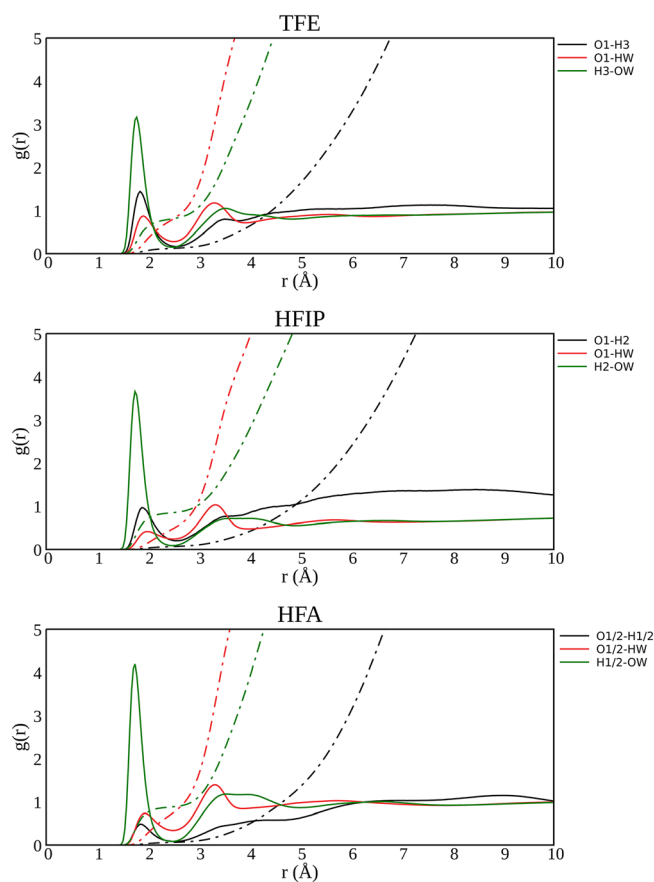 TFE
5
4
3
2
1
0
g(r)
0 1 2 3 4 5 6 7 8 9 10
r (Å)
O1-H3
O1-HW
H3-OW
HFIP
5
4
3
2
1
0
g(r)
0 1 2 3 4 5 6 7 8 9 10
r (Å)
O1-H2
O1-HW
H2-OW
HFA
5
4
3
2
1
0
g(r)
0 1 2 3 4 5 6 7 8 9 10
r (Å)
O1/2-H1/2
O1/2-HW
H1/2-OW